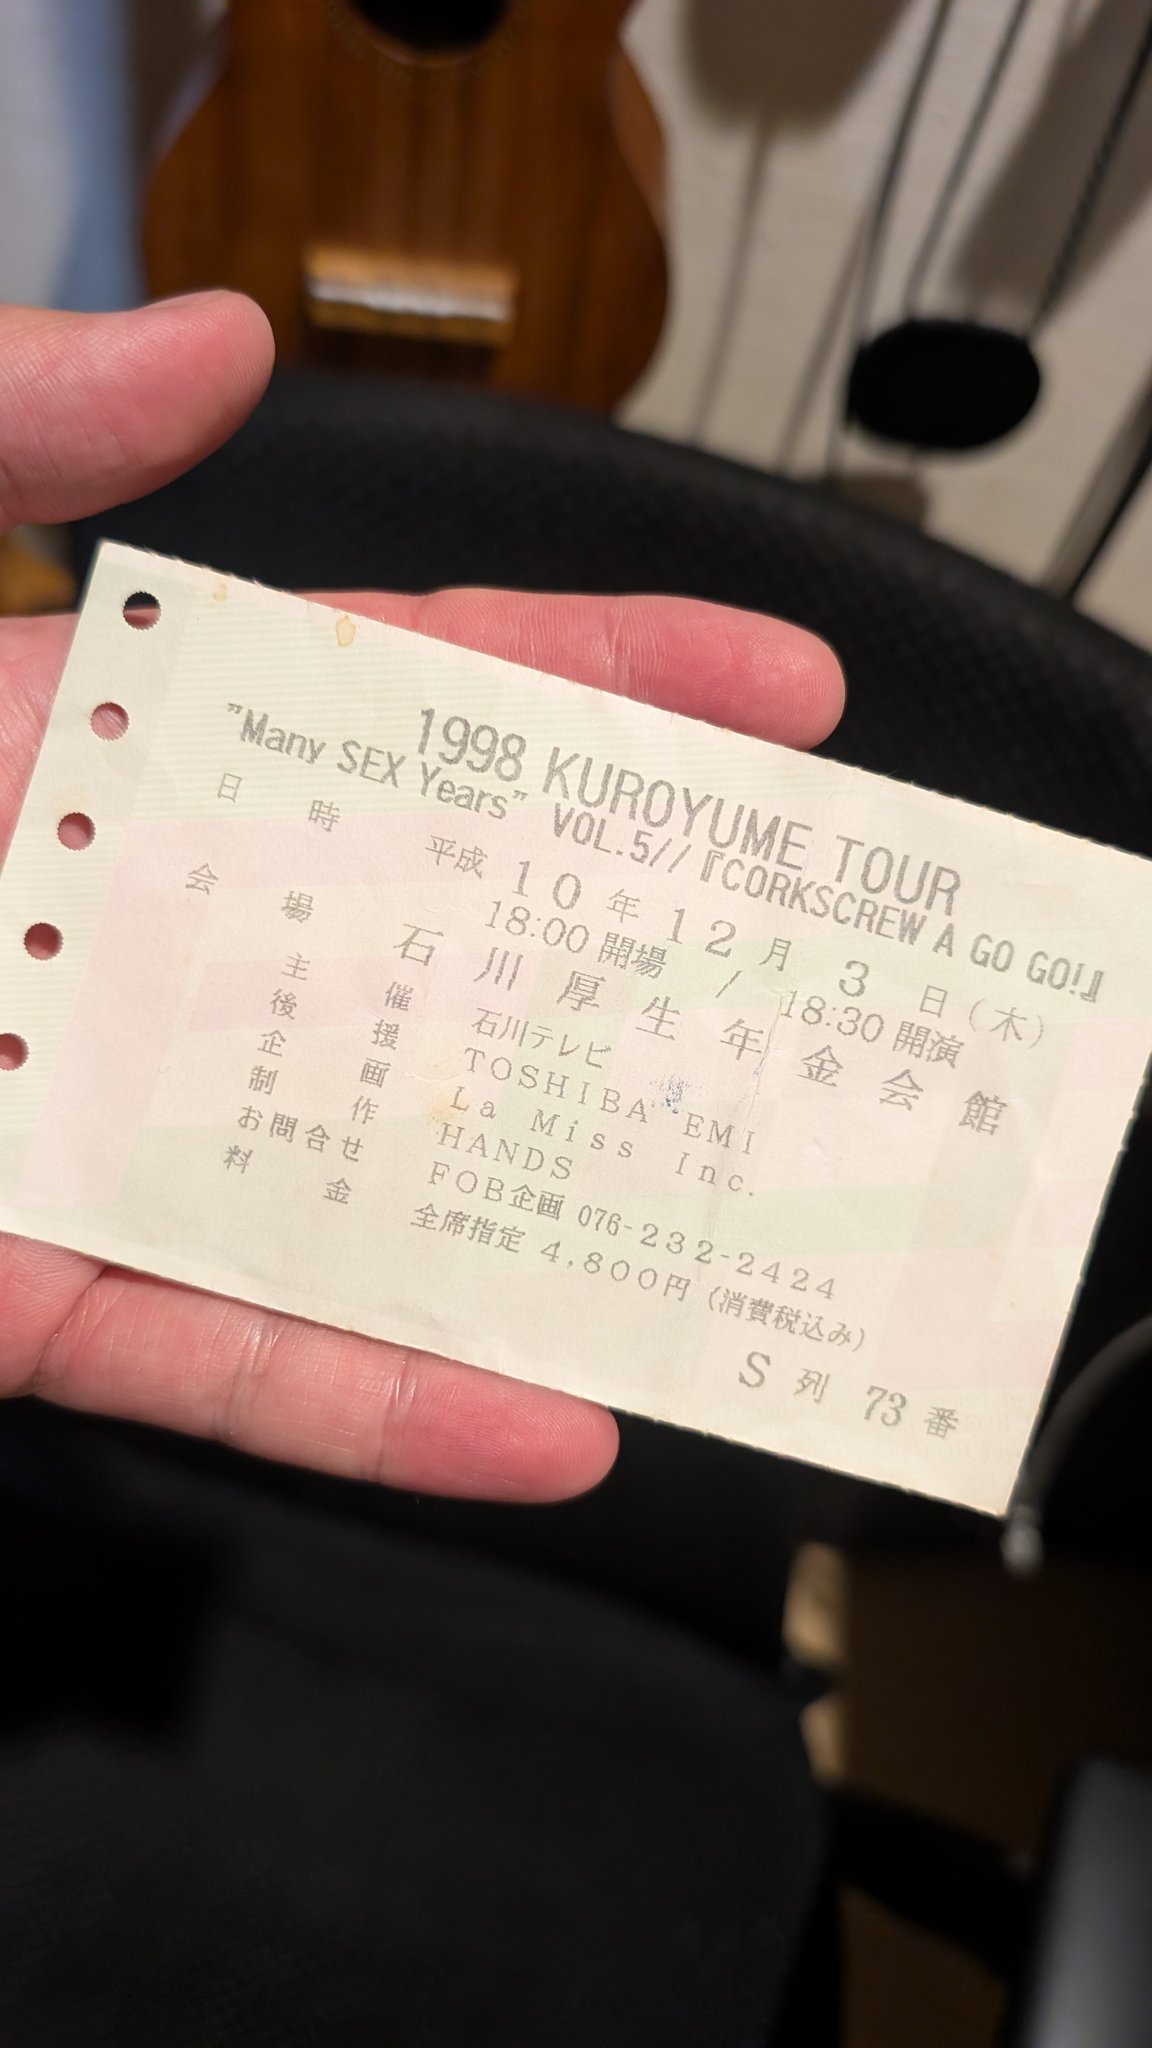 1998 KUROYUME TOUR
"Many SEX Years" VOL.5//『CORKSCREW A GO GO!』
日時 平成10年12月3日(木)
18:00開場/18:30開演
会場 石川厚生年金会館
主催 石川テレビ
後援 TOSHIBA EMI
企画 La Miss Inc.
制作 HANDS
お問合せ FOB企画 076-232-2424
料金 全席指定 4,800円(消費税込み)
S列 73番